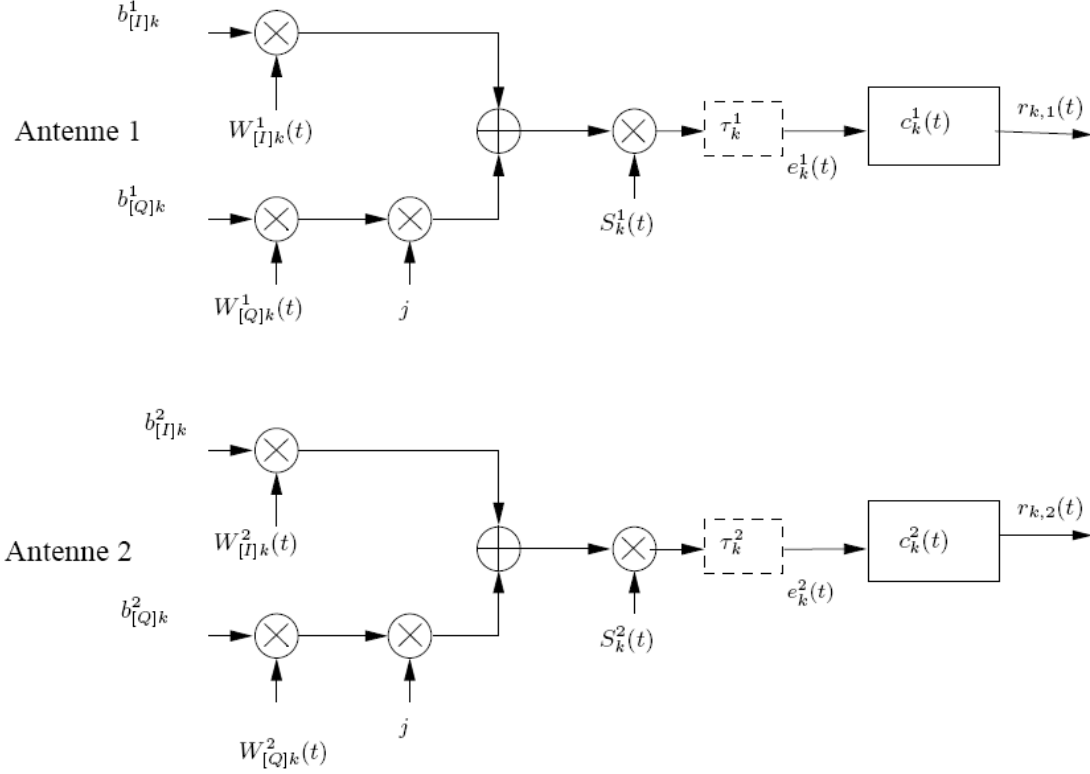 b^1_{[I]k}
W^1_{[I]k}(t)
Antenne 1
τ^1_k
c^1_k(t)
r_{k,1}(t)
e^1_k(t)
b^1_{[Q]k}
S^1_k(t)
W^1_{[Q]k}(t)
j
b^2_{[I]k}
W^2_{[I]k}(t)
Antenne 2
τ^2_k
c^2_k(t)
r_{k,2}(t)
e^2_k(t)
b^2_{[Q]k}
S^2_k(t)
W^2_{[Q]k}(t)
j